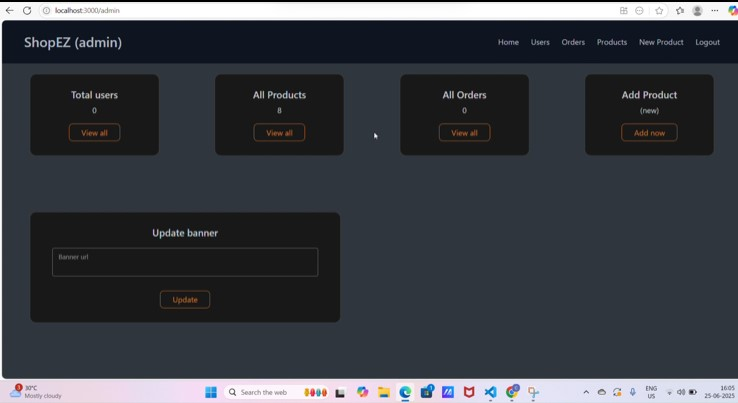 localhost:3000/admin
ShopEZ (admin)
Home Users Orders Products New Product Logout
Total users
0
View all
All Products
8
View all
All Orders
0
View all
Add Product
(new)
Add now
Update banner
Banner url
Update
30°C
Mostly cloudy
Search the web
ENG
US
16:05
25-06-2025